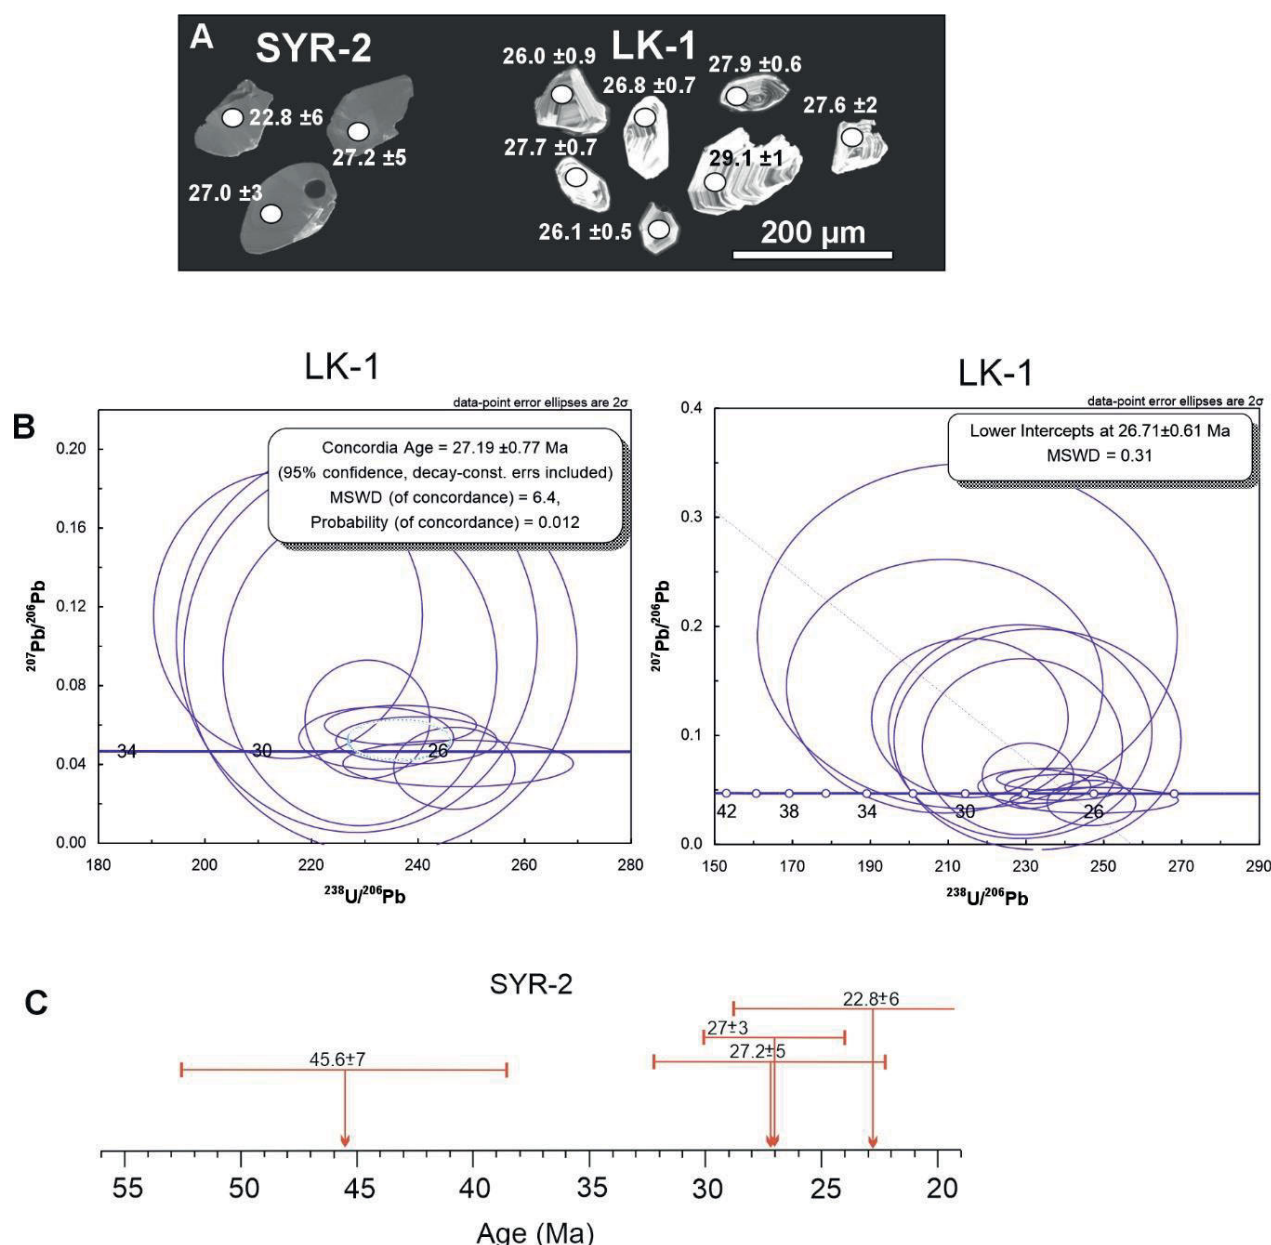 A
SYR-2
LK-1
26.0 ±0.9
26.8 ±0.7
27.9 ±0.6
27.6 ±2
22.8 ±6
27.2 ±5
27.7 ±0.7
29.1 ±1
27.0 ±3
26.1 ±0.5
200 µm
B
LK-1
data-point error ellipses are 2σ
Concordia Age = 27.19 ±0.77 Ma
(95% confidence, decay-const. errs included)
MSWD (of concordance) = 6.4,
Probability (of concordance) = 0.012
0.20
0.16
0.12
0.08
0.04
0.00
207Pb/206Pb
34
30
26
180 200 220 240 260 280
238U/206Pb
LK-1
data-point error ellipses are 2σ
Lower Intercepts at 26.71±0.61 Ma
MSWD = 0.31
0.4
0.3
0.2
0.1
0.0
207Pb/206Pb
42 38 34 30 26
150 170 190 210 230 250 270 290
238U/206Pb
C
SYR-2
22.8±6
27±3
27.2±5
45.6±7
55 50 45 40 35 30 25 20
Age (Ma)